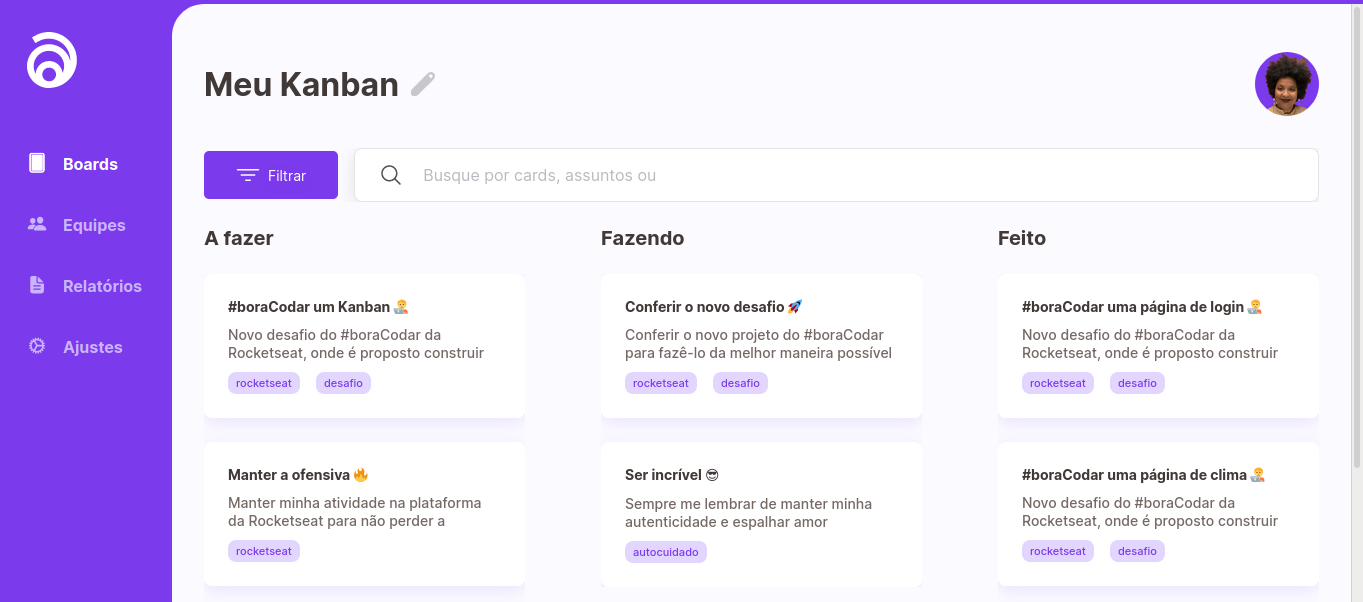 Meu Kanban
Boards
Equipes
Relatórios
Ajustes
Filtrar
Busque por cards, assuntos ou
A fazer
#boraCodar um Kanban 🧑‍💻
Novo desafio do #boraCodar da
Rocketseat, onde é proposto construir
rocketseat desafio
Manter a ofensiva 🔥
Manter minha atividade na plataforma
da Rocketseat para não perder a
rocketseat
Fazendo
Conferir o novo desafio 🚀
Conferir o novo projeto do #boraCodar
para fazê-lo da melhor maneira possível
rocketseat desafio
Ser incrível 😎
Sempre me lembrar de manter minha
autenticidade e espalhar amor
autocuidado
Feito
#boraCodar uma página de login 🧑‍💻
Novo desafio do #boraCodar da
Rocketseat, onde é proposto construir
rocketseat desafio
#boraCodar uma página de clima 🧑‍💻
Novo desafio do #boraCodar da
Rocketseat, onde é proposto construir
rocketseat desafio